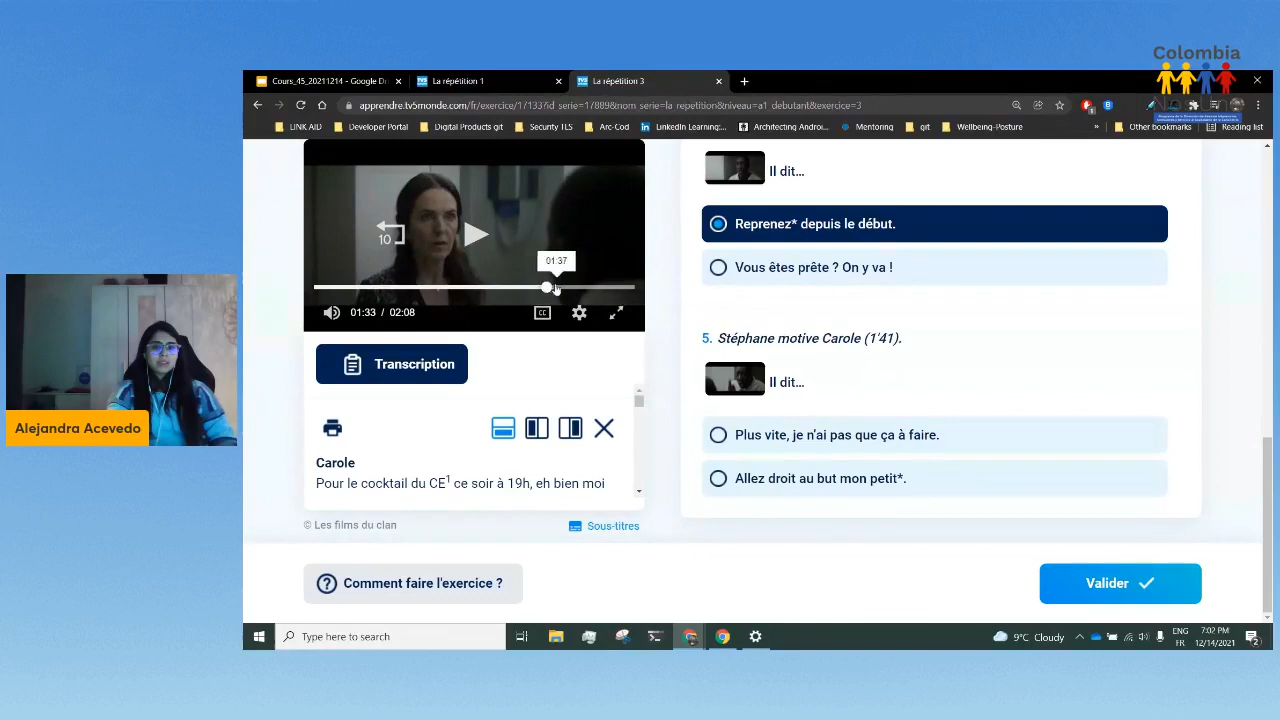 Colombia
Cours_45_20211214 - Google Dr
La répétition 1
La répétition 3
apprendre.tv5monde.com/fr/exercice/17133?id_serie=17889&nom_serie=la_repetition&niveau=a1_debutant&exercice=3
LINK AID
Developer Portal
Digital Products git
Security TLS
Arc-Cod
LinkedIn Learning:...
Architecting Androi...
Mentoring
git
Wellbeing-Posture
»
Other bookmarks
Reading list
10
01:37
01:33 / 02:08
CC
Transcription
Carole
Pour le cocktail du CE1 ce soir à 19h, eh bien moi
© Les films du clan
Sous-titres
Il dit...
Reprenez* depuis le début.
Vous êtes prête ? On y va !
5. Stéphane motive Carole (1'41).
Il dit...
Plus vite, je n'ai pas que ça à faire.
Allez droit au but mon petit*.
Comment faire l'exercice ?
Valider
Alejandra Acevedo
Type here to search
9°C Cloudy
ENG
FR
7:02 PM
12/14/2021
2